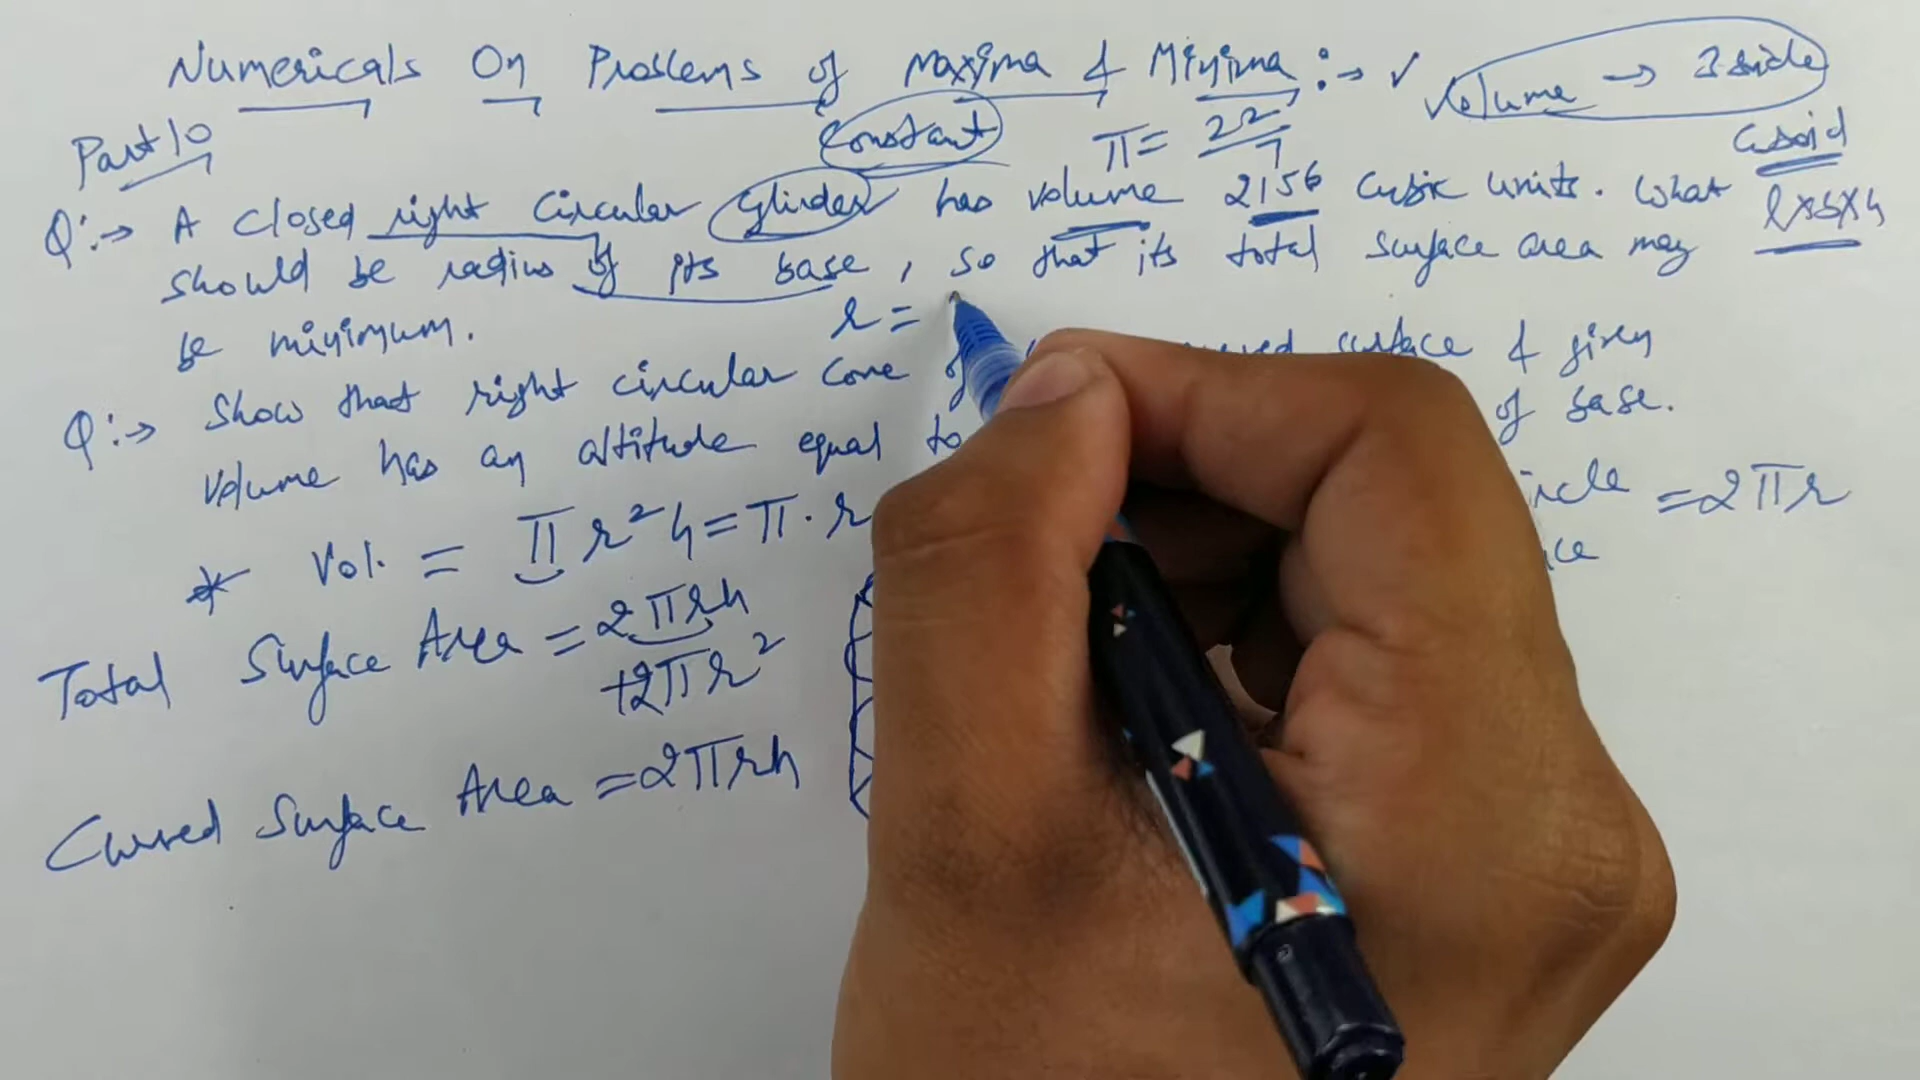 Numericals On Problems of Maxima & Minima :→ ✓
Volume → 3 side
Part 10
Constant
π = 22/7
Cuboid
l×b×h
Q:→ A closed right circular cylinder has volume 2156 cubic units. What
should be radius of its base, so that its total surface area may
be minimum.
r =
Q:→ Show that right circular cone of surface & given
volume has an altitude equal to of base.
* Vol. = πr²h = π·r
= 2πr
Total Surface Area = 2πrh
+2πr²
Curved Surface Area = 2πrh